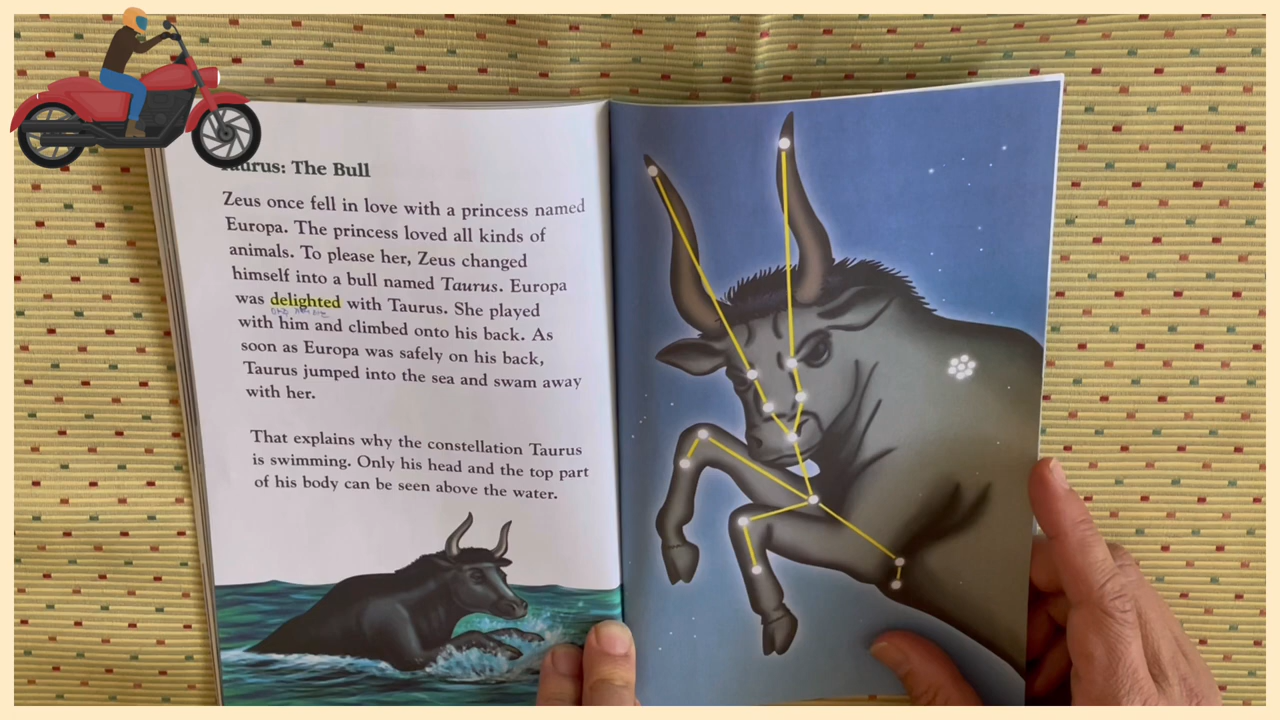 Taurus: The Bull
Zeus once fell in love with a princess named
Europa. The princess loved all kinds of
animals. To please her, Zeus changed
himself into a bull named Taurus. Europa
was delighted with Taurus. She played
with him and climbed onto his back. As
soon as Europa was safely on his back,
Taurus jumped into the sea and swam away
with her.
That explains why the constellation Taurus
is swimming. Only his head and the top part
of his body can be seen above the water.